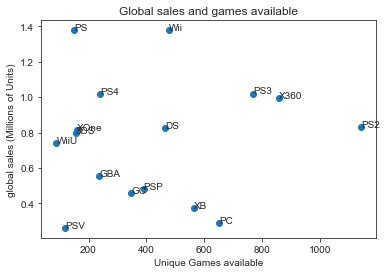 Global sales and games available
global sales (Millions of Units)
1.4
1.2
1.0
0.8
0.6
0.4
PS
Wii
PS4
PS3
X360
XOne
DS
PS2
WiiU
GBA
GC
PSP
XB
PC
PSV
200
400
600
800
1000
Unique Games available